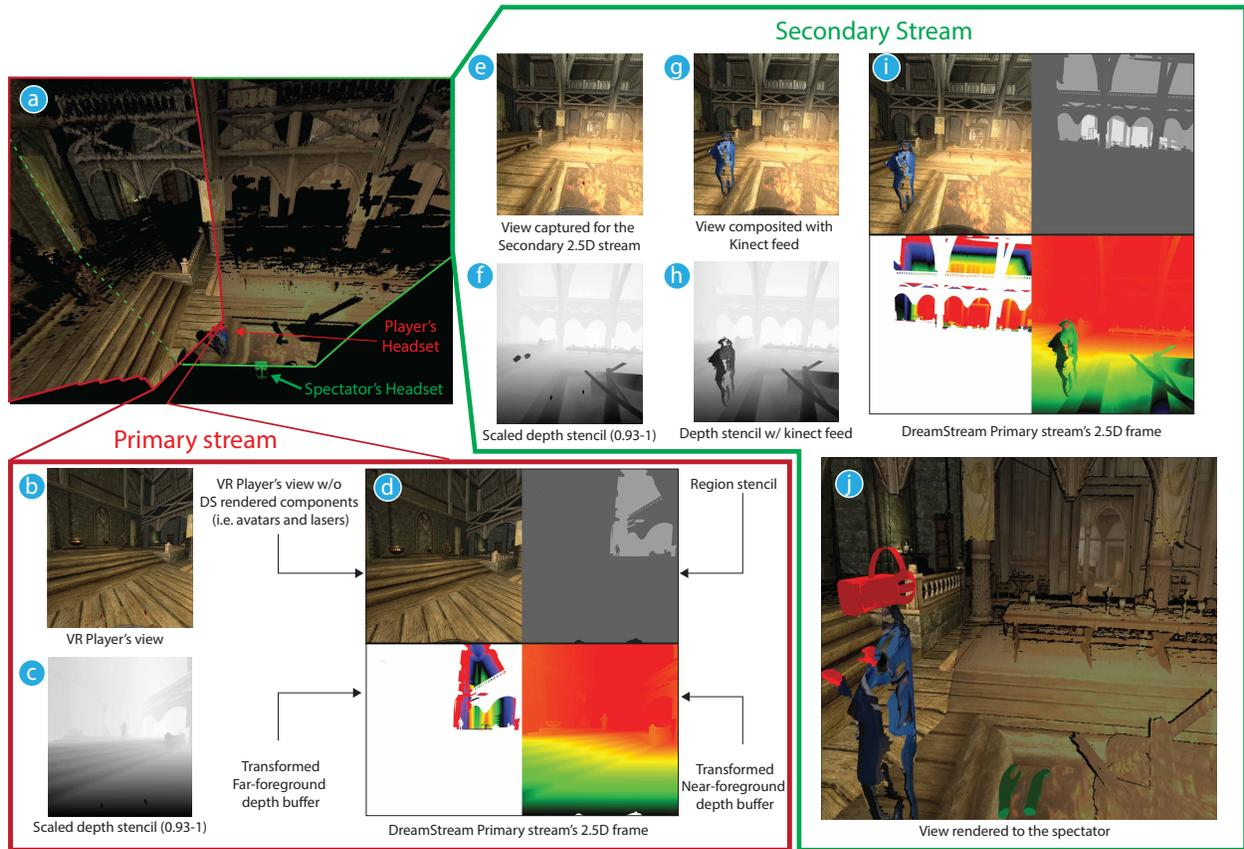 Secondary Stream
a
Player's
Headset
Spectator's Headset
e
View captured for the
Secondary 2.5D stream
g
View composited with
Kinect feed
f
Scaled depth stencil (0.93-1)
h
Depth stencil w/ kinect feed
i
DreamStream Primary stream's 2.5D frame
Primary stream
b
VR Player's view
c
Scaled depth stencil (0.93-1)
VR Player's view w/o
DS rendered components
(i.e. avatars and lasers)
d
Region stencil
Transformed
Far-foreground
depth buffer
Transformed
Near-foreground
depth buffer
DreamStream Primary stream's 2.5D frame
j
View rendered to the spectator